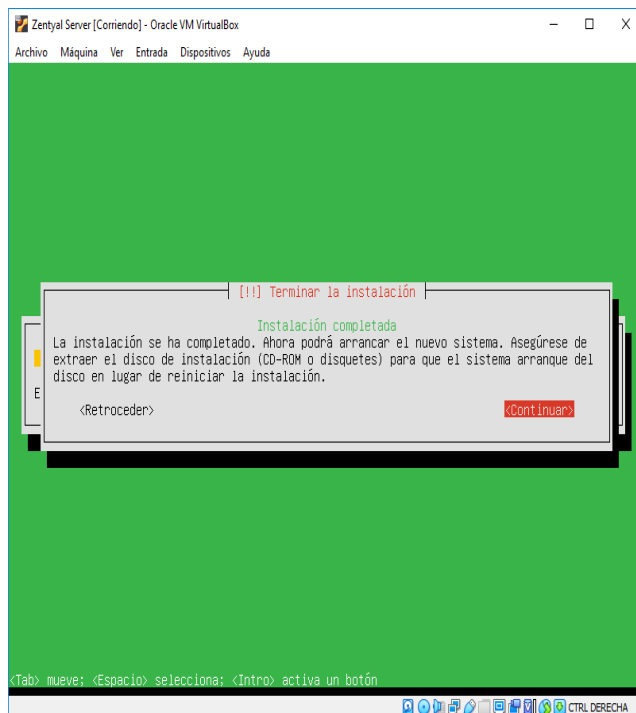 Zentyal Server [Corriendo] - Oracle VM VirtualBox
Archivo Máquina Ver Entrada Dispositivos Ayuda
[!!] Terminar la instalación
Instalación completada
La instalación se ha completado. Ahora podrá arrancar el nuevo sistema. Asegúrese de
extraer el disco de instalación (CD-ROM o disquetes) para que el sistema arranque del
disco en lugar de reiniciar la instalación.
E
<Retroceder> <Continuar>
<Tab> mueve; <Espacio> selecciona; <Intro> activa un botón
CTRL DERECHA